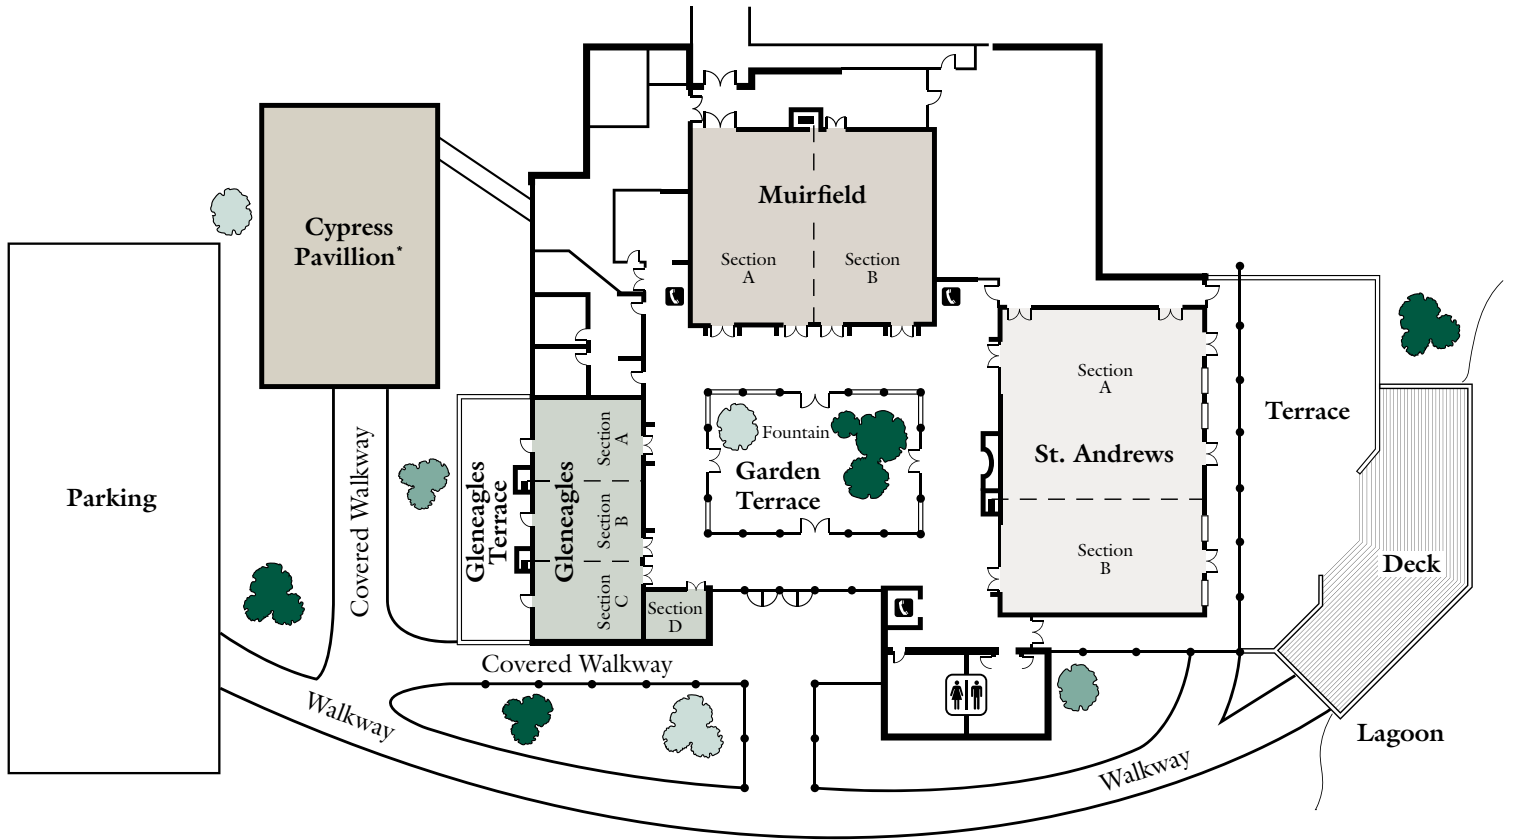 Muirfield
Section
A
Section
B
Cypress
Pavillion*
Parking
Covered Walkway
Gleneagles
Terrace
Gleneagles
Section
A
Section
B
Section
C
Section
D
Fountain
Garden
Terrace
Section
A
St. Andrews
Section
B
Terrace
Deck
Covered Walkway
Walkway
Walkway
Lagoon